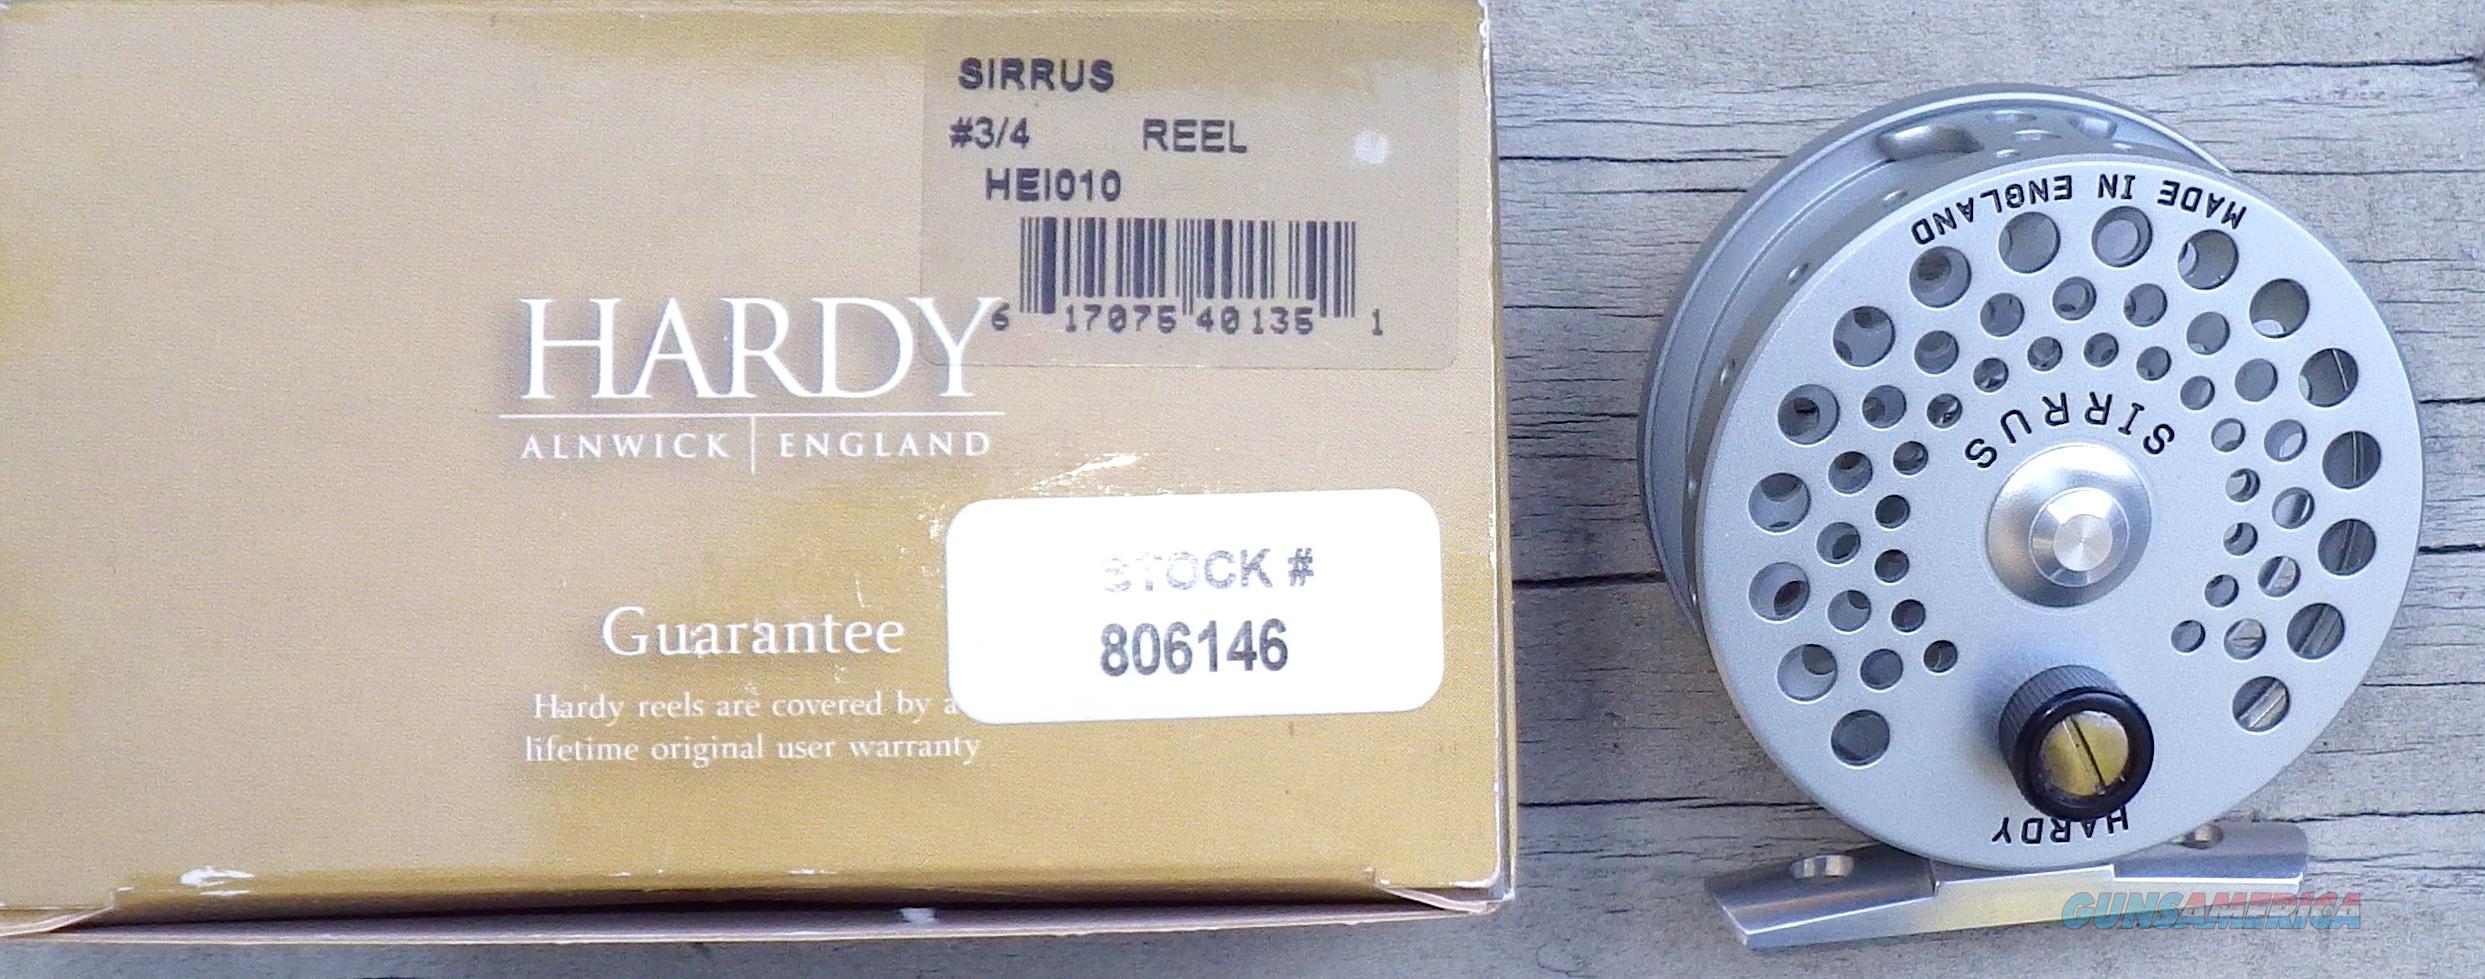 SIRRUS
#3/4 REEL
HEI010
6 17075 40135 1
HARDY
ALNWICK ENGLAND
STOCK #
806146
Guarantee
Hardy reels are covered by a
lifetime original user warranty
MADE IN ENGLAND
SIRRUS
HARDY
GUNSAMERICA